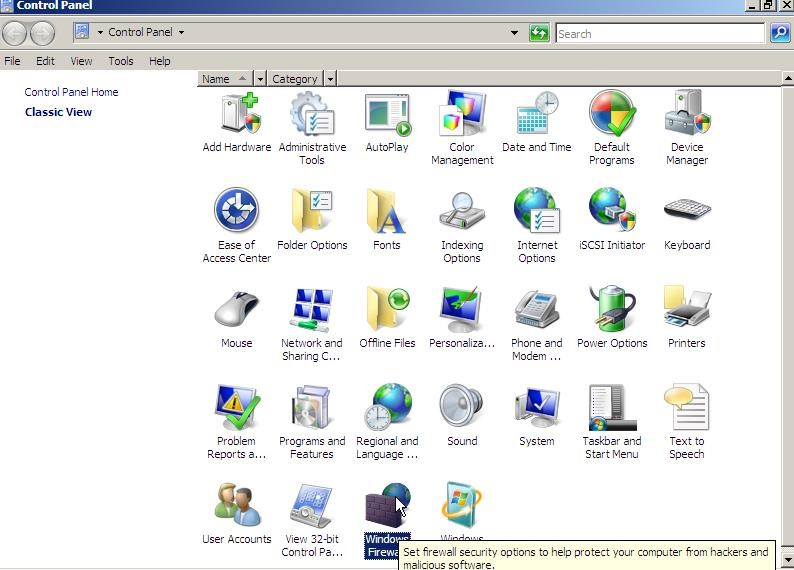 Control Panel
Control Panel
Search
File Edit View Tools Help
Control Panel Home
Classic View
Name Category
Add Hardware
Administrative
Tools
AutoPlay
Color
Management
Date and Time
Default
Programs
Device
Manager
Ease of
Access Center
Folder Options
Fonts
Indexing
Options
Internet
Options
iSCSI Initiator
Keyboard
Mouse
Network and
Sharing C...
Offline Files
Personaliza...
Phone and
Modem ...
Power Options
Printers
Problem
Reports a...
Programs and
Features
Regional and
Language ...
Sound
System
Taskbar and
Start Menu
Text to
Speech
User Accounts
View 32-bit
Control Pa...
Windows
Firewa
Windows
Set firewall security options to help protect your computer from hackers and
malicious software.